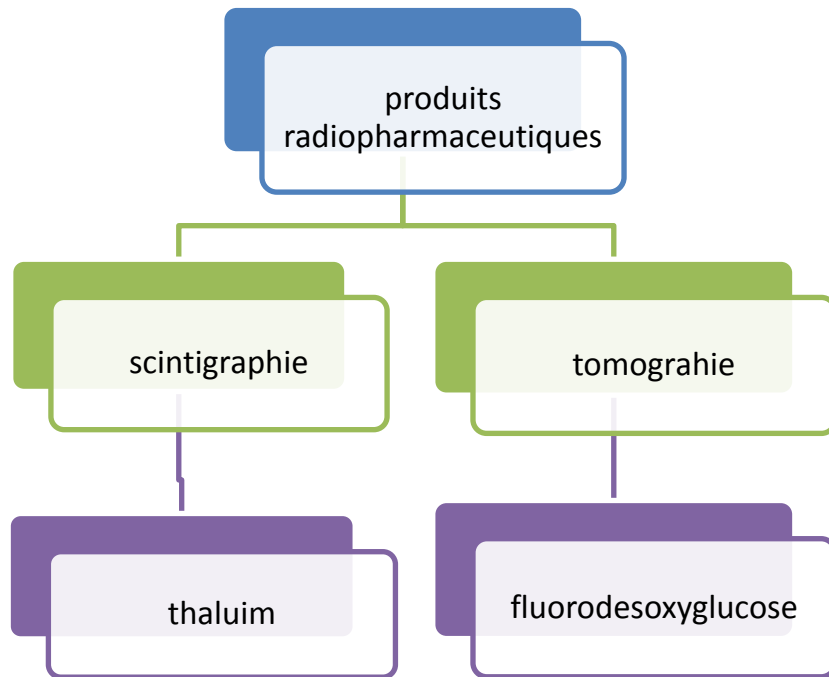 produits
radiopharmaceutiques
scintigraphie
tomograhie
thaluim
fluorodesoxyglucose